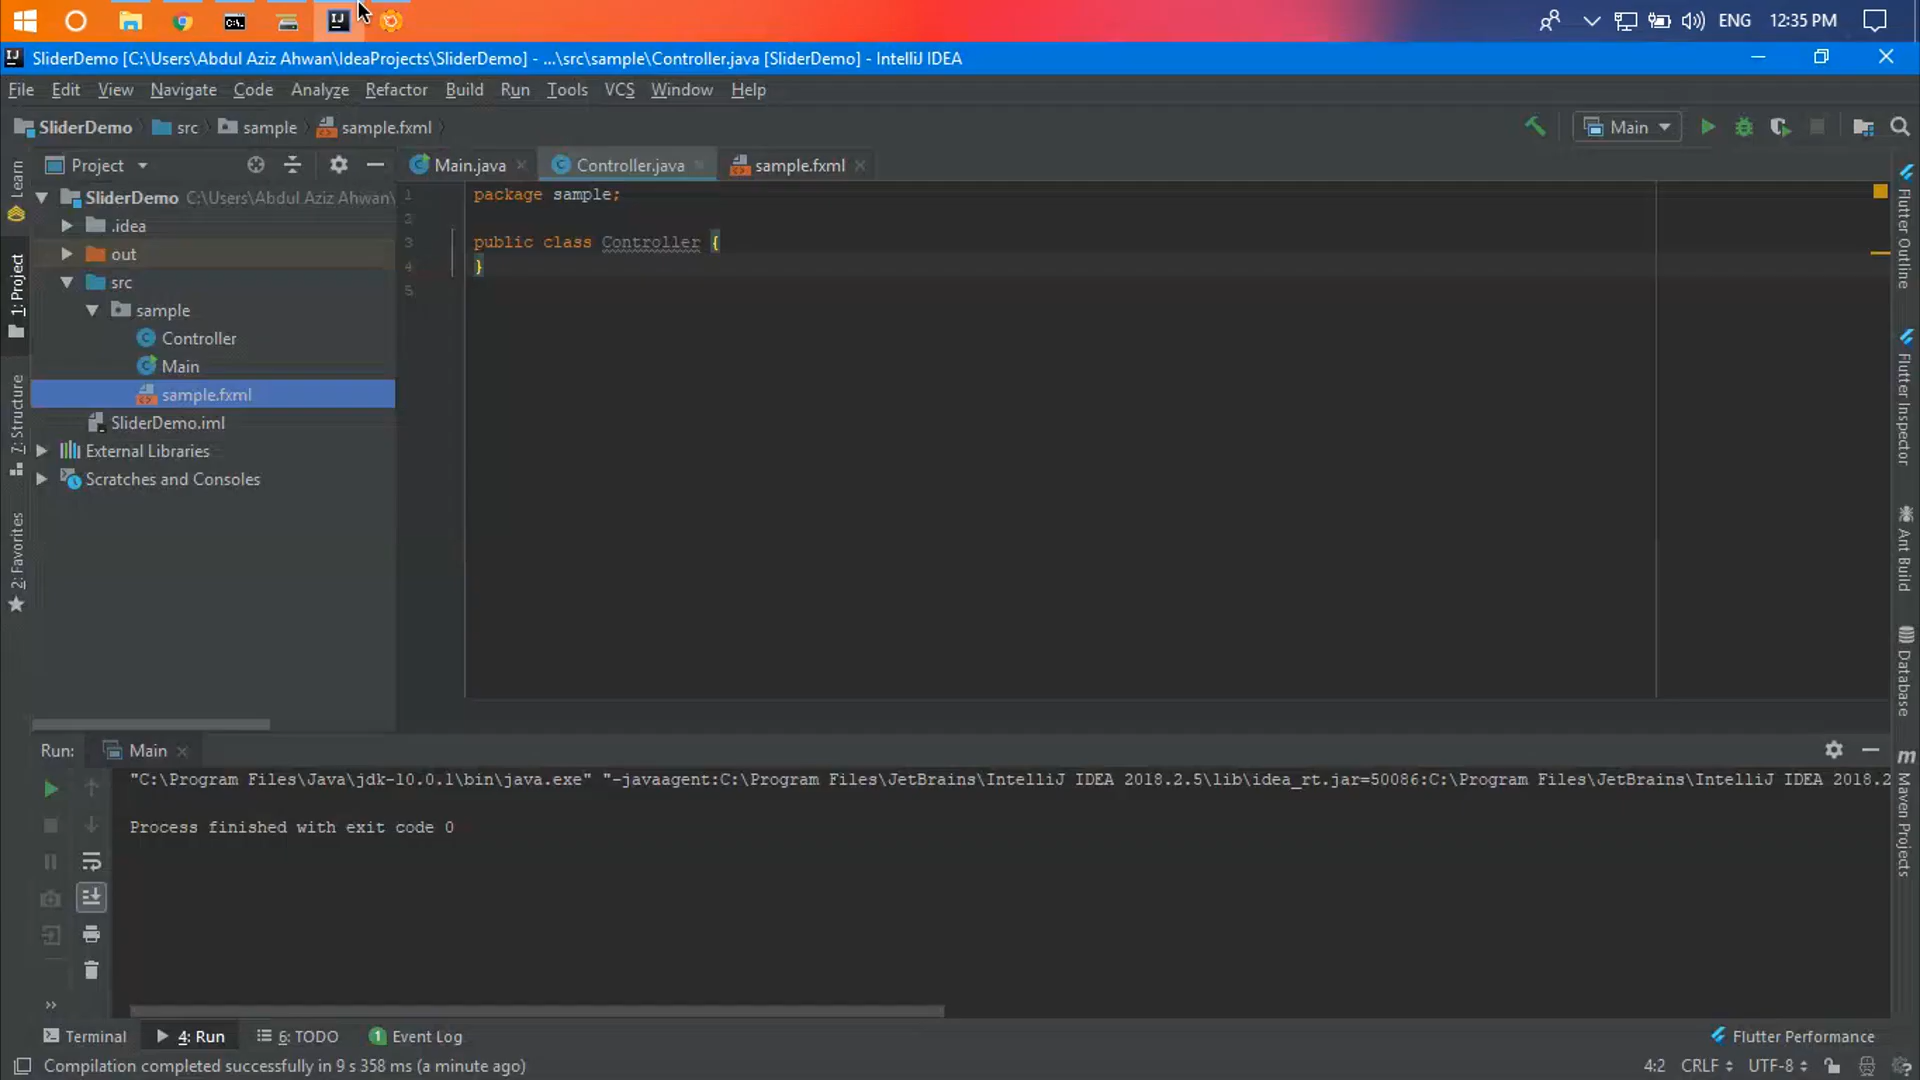 ENG 12:35 PM
SliderDemo [C:\Users\Abdul Aziz Ahwan\IdeaProjects\SliderDemo] - ...\src\sample\Controller.java [SliderDemo] - IntelliJ IDEA
File Edit View Navigate Code Analyze Refactor Build Run Tools VCS Window Help
SliderDemo src sample sample.fxml
Main
Project
Main.java Controller.java sample.fxml
SliderDemo C:\Users\Abdul Aziz Ahwan\
.idea
out
src
sample
Controller
Main
sample.fxml
SliderDemo.iml
External Libraries
Scratches and Consoles
1 package sample;
2
3 public class Controller {
4 }
5
Learn
1: Project
7: Structure
2: Favorites
Flutter Outline
Flutter Inspector
Ant Build
Database
Maven Projects
Run: Main
"C:\Program Files\Java\jdk-10.0.1\bin\java.exe" "-javaagent:C:\Program Files\JetBrains\IntelliJ IDEA 2018.2.5\lib\idea_rt.jar=50086:C:\Program Files\JetBrains\IntelliJ IDEA 2018.2
Process finished with exit code 0
Terminal 4: Run 6: TODO 1 Event Log Flutter Performance
Compilation completed successfully in 9 s 358 ms (a minute ago) 4:2 CRLF UTF-8